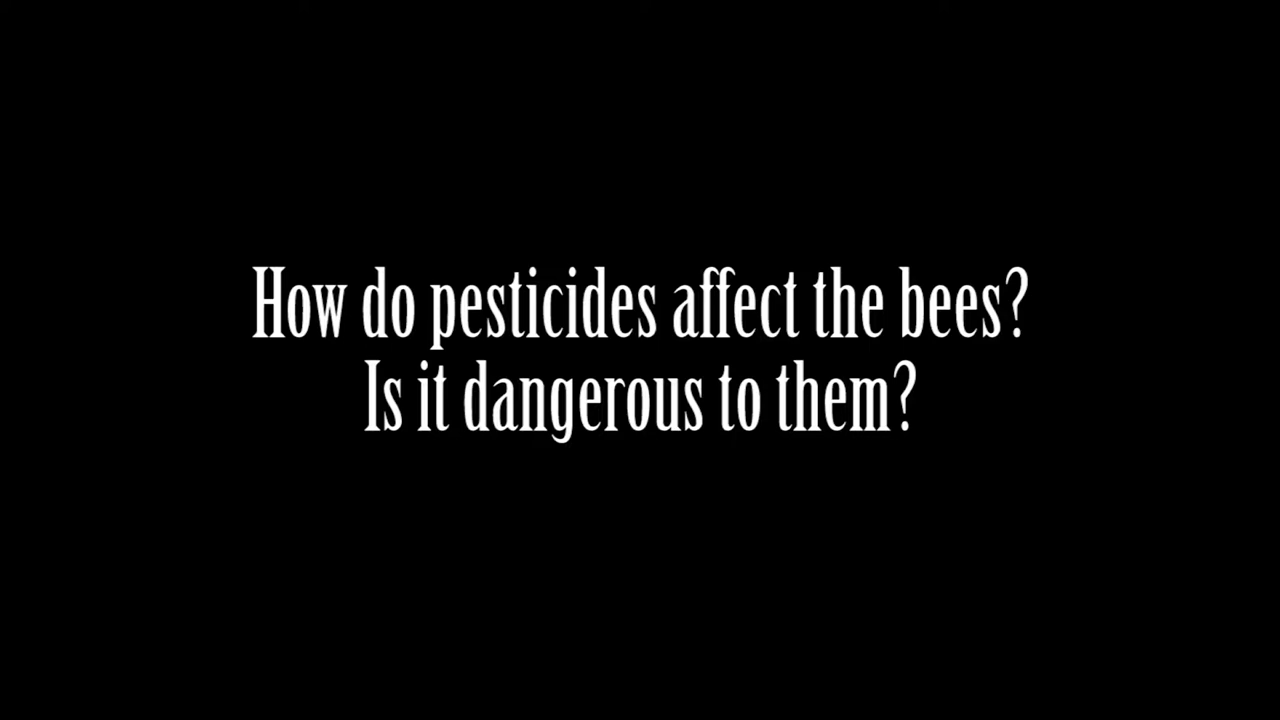 How do pesticides affect the bees?
Is it dangerous to them?